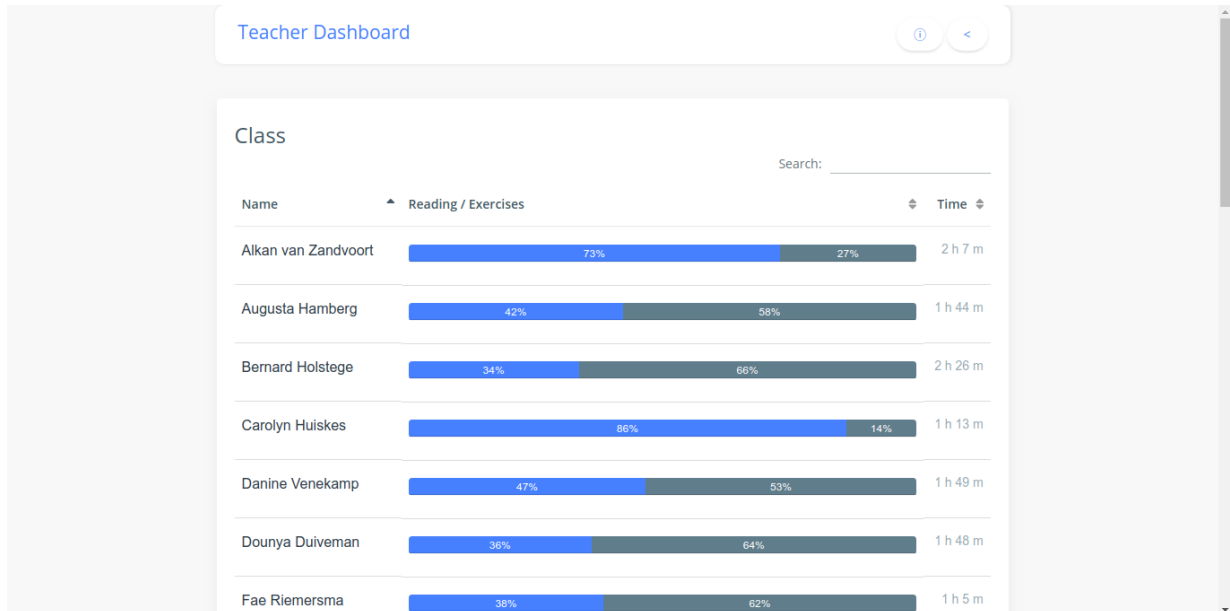 Teacher Dashboard
<
Class
Search:
Name Reading / Exercises Time
Alkan van Zandvoort 73% 27% 2 h 7 m
Augusta Hamberg 42% 58% 1 h 44 m
Bernard Holstege 34% 66% 2 h 26 m
Carolyn Huiskes 86% 14% 1 h 13 m
Danine Venekamp 47% 53% 1 h 49 m
Dounya Duiveman 36% 64% 1 h 48 m
Fae Riemersma 38% 62% 1 h 5 m